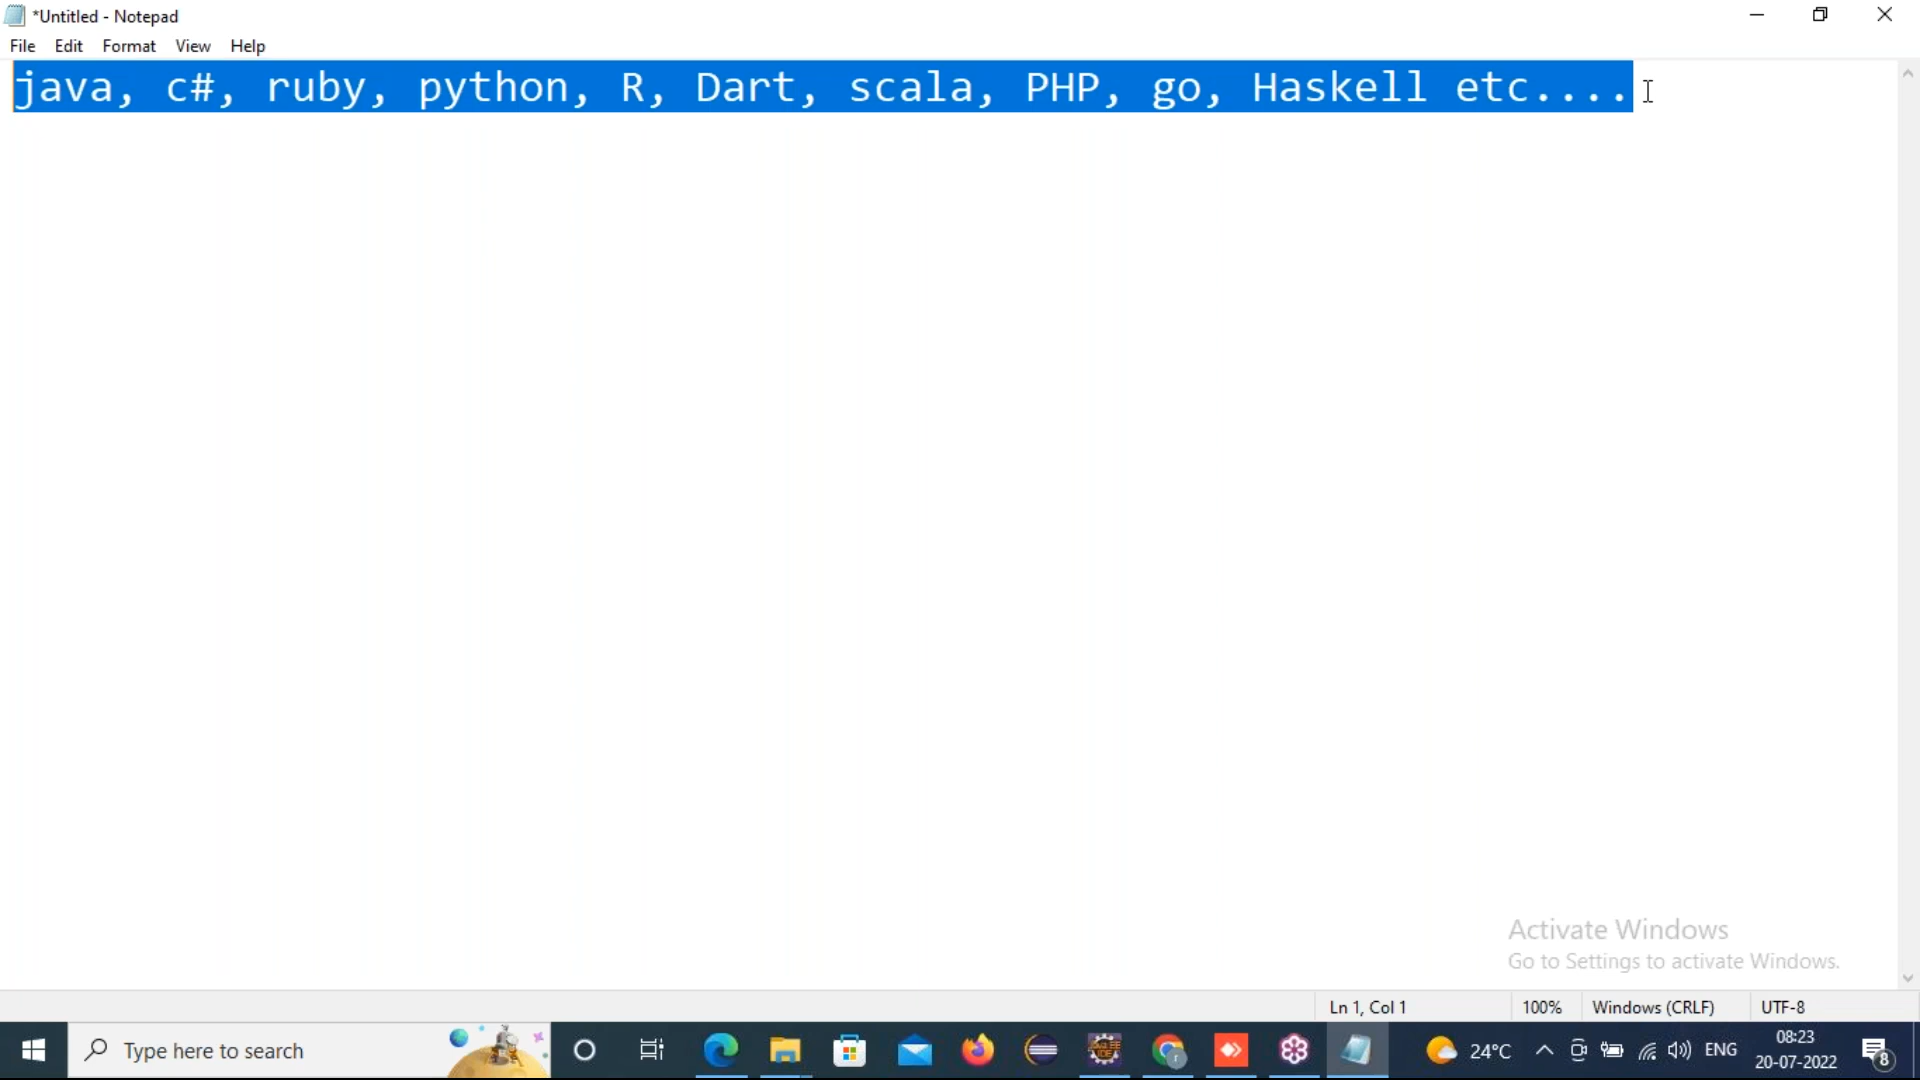 *Untitled - Notepad
File Edit Format View Help
java, c#, ruby, python, R, Dart, scala, PHP, go, Haskell etc....
Activate Windows
Go to Settings to activate Windows.
Ln 1, Col 1 100% Windows (CRLF) UTF-8
Type here to search
24°C ENG 08:23
20-07-2022
8